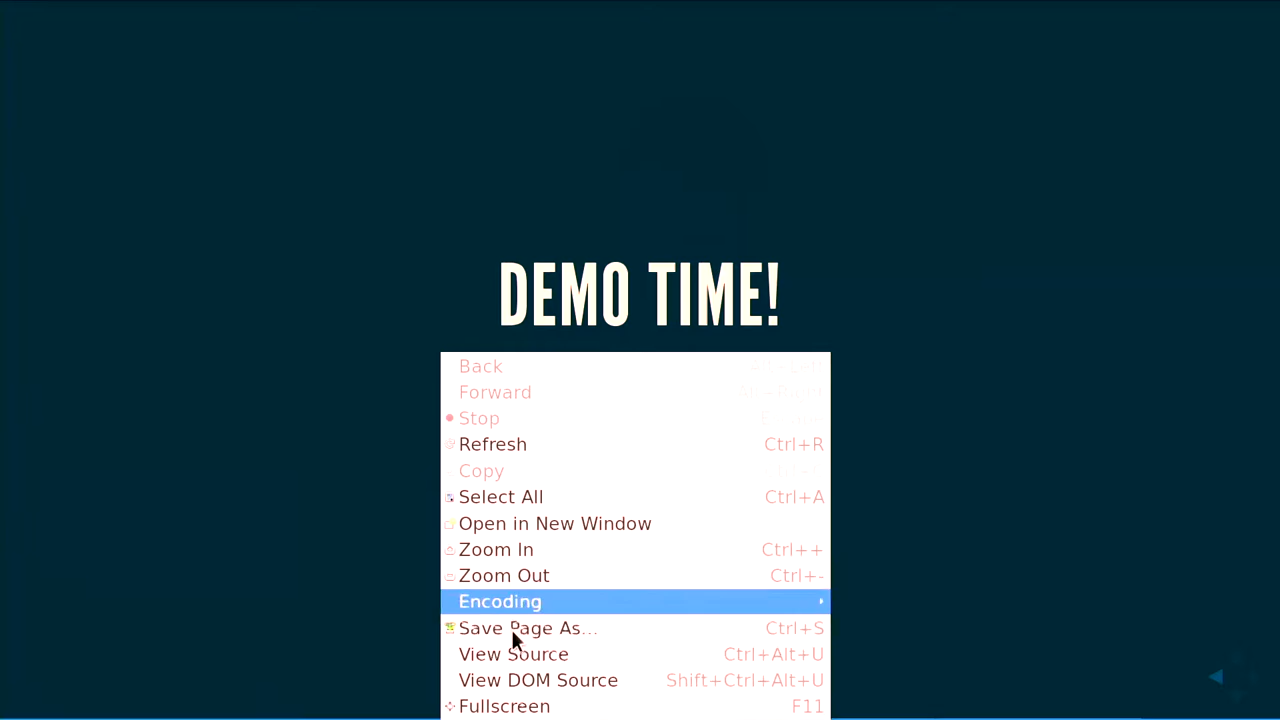 DEMO TIME!
Back
Forward
Stop
Refresh Ctrl+R
Copy
Select All Ctrl+A
Open in New Window
Zoom In Ctrl++
Zoom Out Ctrl+-
Encoding
Save Page As... Ctrl+S
View Source Ctrl+Alt+U
View DOM Source Shift+Ctrl+Alt+U
Fullscreen F11